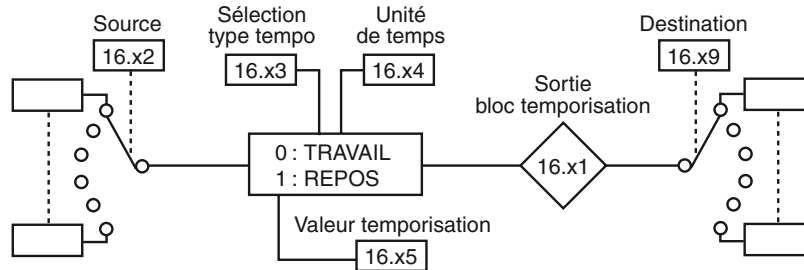 Source
16.x2
Sélection
type tempo
16.x3
Unité
de temps
16.x4
Destination
16.x9
Sortie
bloc temporisation
16.x1
0 : TRAVAIL
1 : REPOS
Valeur temporisation
16.x5